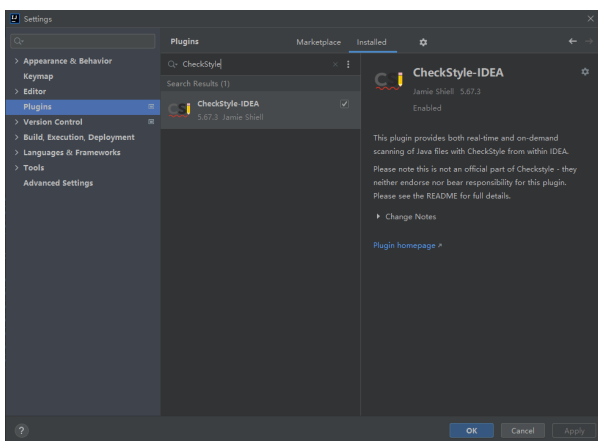 Settings
Plugins
Marketplace
Installed
Appearance & Behavior
Keymap
Editor
Plugins
Version Control
Build, Execution, Deployment
Languages & Frameworks
Tools
Advanced Settings
CheckStyle
Search Results (1)
CheckStyle-IDEA
5.67.3 Jamie Shiell
CheckStyle-IDEA
Jamie Shiell 5.67.3
Enabled
This plugin provides both real-time and on-demand
scanning of Java files with CheckStyle from within IDEA.
Please note this is not an official part of Checkstyle - they
neither endorse nor bear responsibility for this plugin.
Please see the README for full details.
Change Notes
Plugin homepage
?
OK
Cancel
Apply